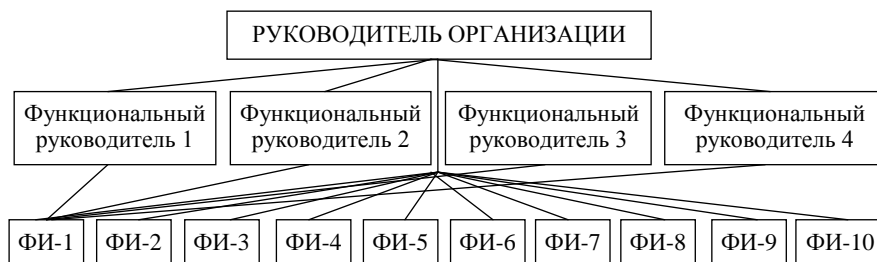 РУКОВОДИТЕЛЬ ОРГАНИЗАЦИИ
Функциональный
руководитель 1
Функциональный
руководитель 2
Функциональный
руководитель 3
Функциональный
руководитель 4
ФИ-1
ФИ-2
ФИ-3
ФИ-4
ФИ-5
ФИ-6
ФИ-7
ФИ-8
ФИ-9
ФИ-10